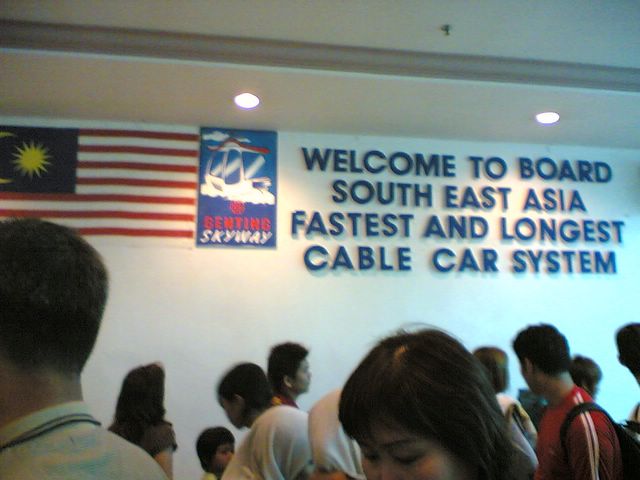 GENTING
SKYWAY
WELCOME TO BOARD
SOUTH EAST ASIA
FASTEST AND LONGEST
CABLE CAR SYSTEM